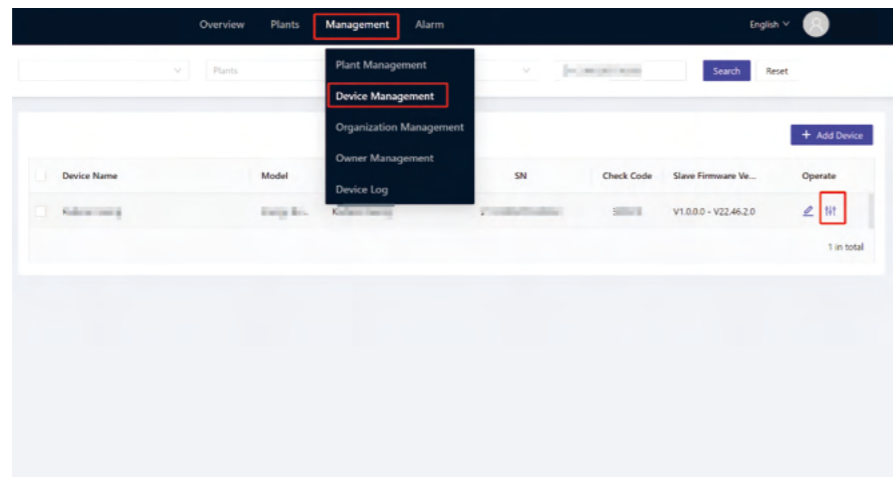 Overview Plants Management Alarm English
Plants Search Reset
Plant Management
Device Management
Organization Management
Owner Management
Device Log
+ Add Device
Device Name Model SN Check Code Slave Firmware Ve... Operate
V1.0.0.0 - V22.46.2.0
1 in total